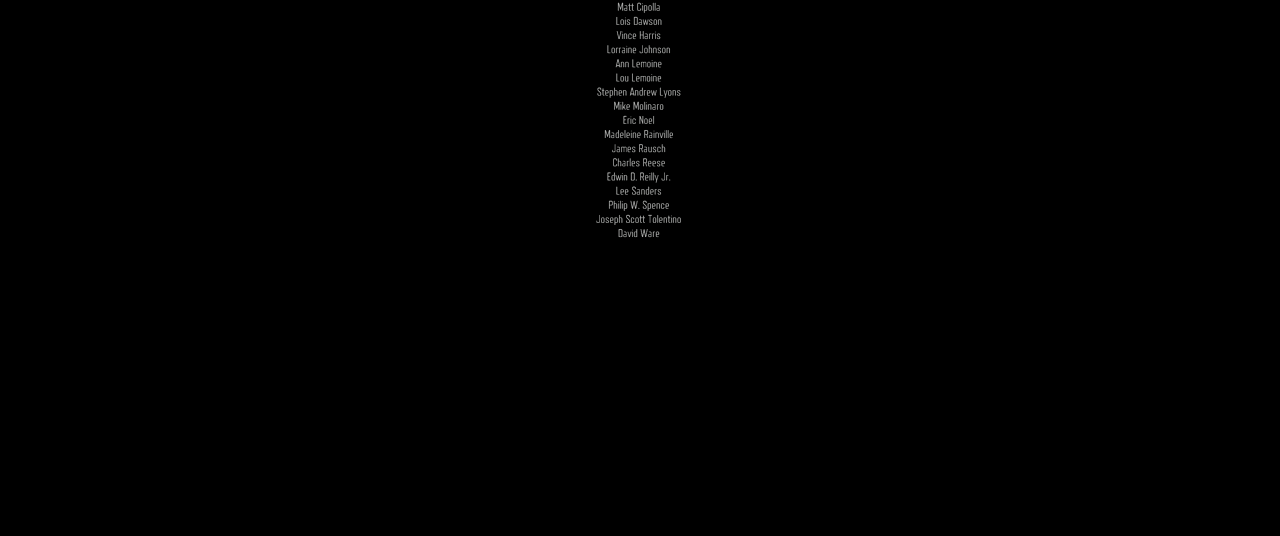 Matt Cipolla
Lois Dawson
Vince Harris
Lorraine Johnson
Ann Lemoine
Lou Lemoine
Stephen Andrew Lyons
Mike Molinaro
Eric Noel
Madeleine Rainville
James Rausch
Charles Reese
Edwin D. Reilly Jr.
Lee Sanders
Philip W. Spence
Joseph Scott Tolentino
David Ware